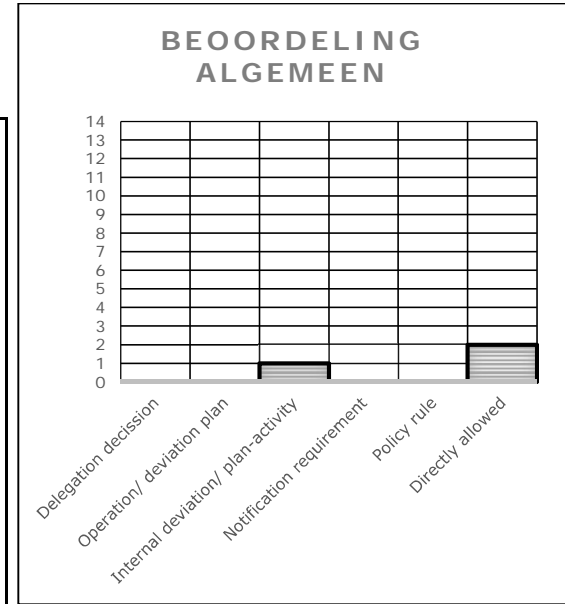 BEOORDELING
ALGEMEEN
14
13
12
11
10
9
8
7
6
5
4
3
2
1
0
Delegation decission
Operation/ deviation plan
Internal deviation/ plan-activity
Notification requirement
Policy rule
Directly allowed